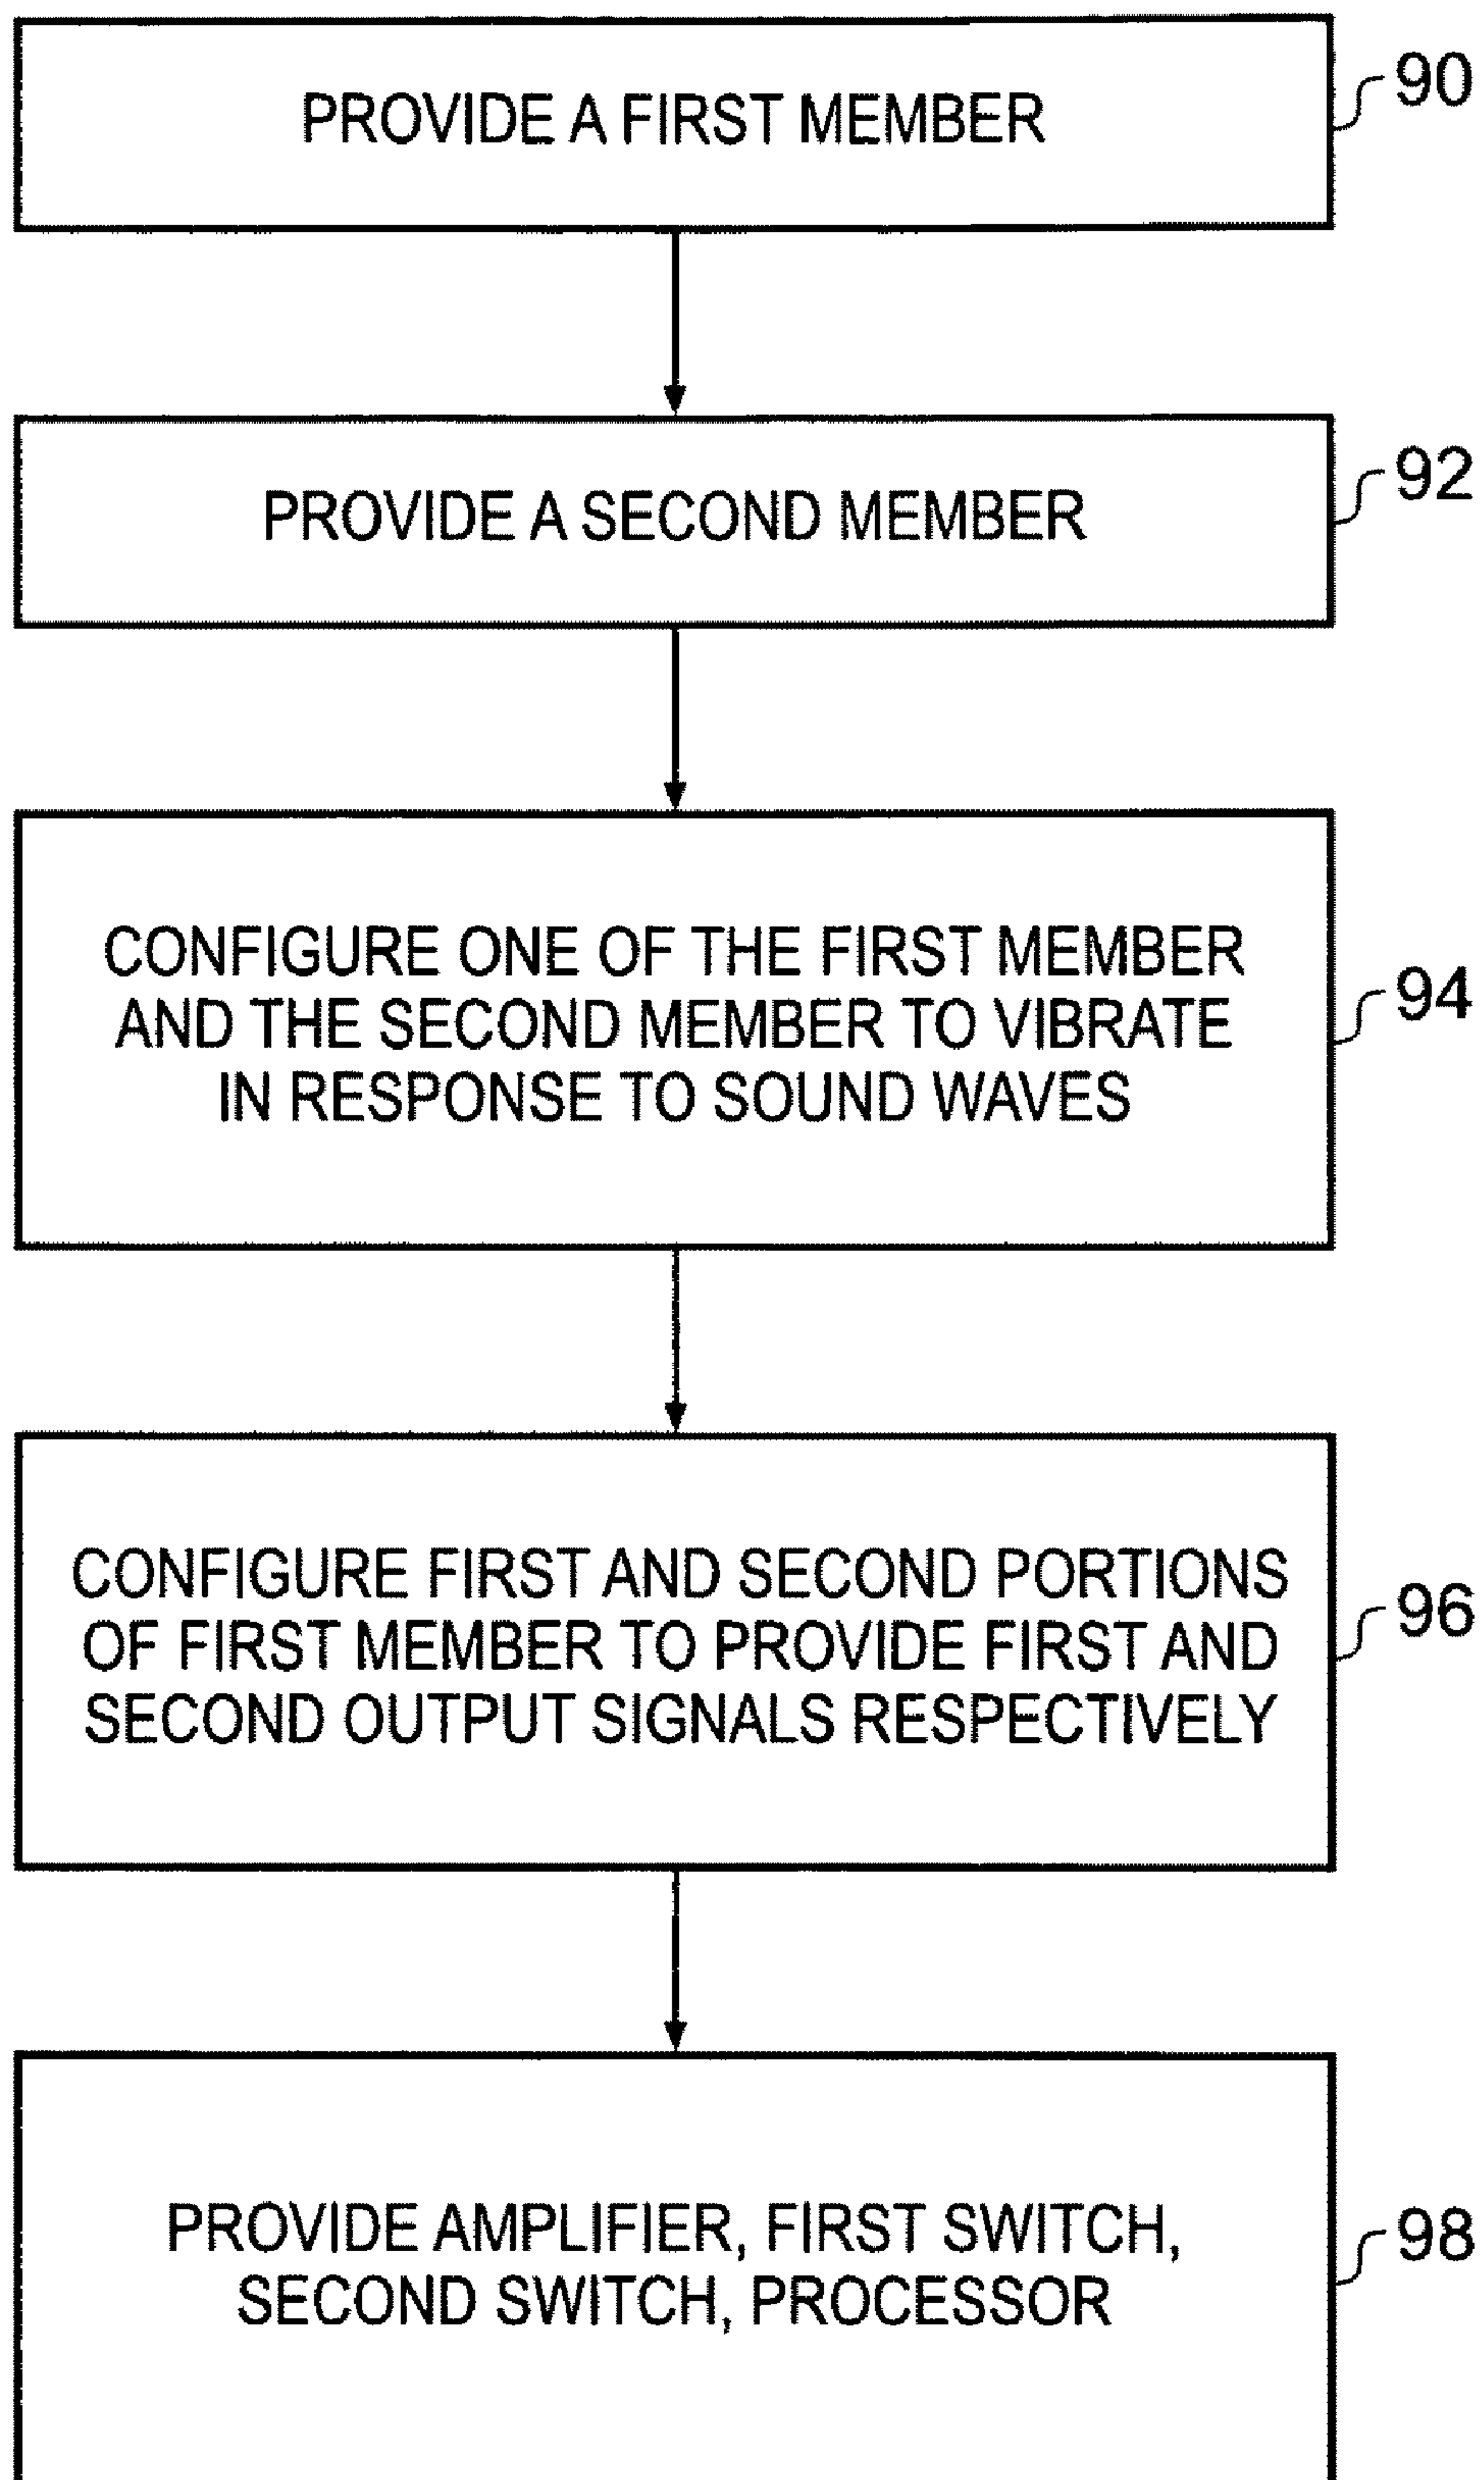 PROVIDE A FIRST MEMBER
90
PROVIDE A SECOND MEMBER
92
CONFIGURE ONE OF THE FIRST MEMBER
AND THE SECOND MEMBER TO VIBRATE
IN RESPONSE TO SOUND WAVES
94
CONFIGURE FIRST AND SECOND PORTIONS
OF FIRST MEMBER TO PROVIDE FIRST AND
SECOND OUTPUT SIGNALS RESPECTIVELY
96
PROVIDE AMPLIFIER, FIRST SWITCH,
SECOND SWITCH, PROCESSOR
98